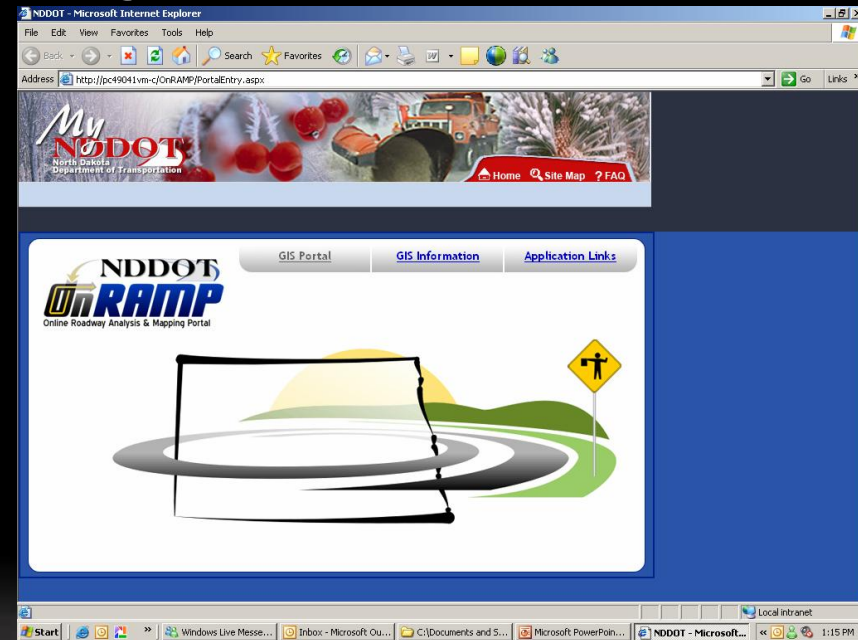 NDDOT - Microsoft Internet Explorer
File Edit View Favorites Tools Help
Back Search Favorites
Address http://pc49041vm-c/OnRAMP/PortalEntry.aspx Go Links »
My
NDDOT
North Dakota
Department of Transportation
Home Site Map ? FAQ
GIS Portal GIS Information Application Links
NDDOT
OnRAMP
Online Roadway Analysis & Mapping Portal
Local intranet
Start » Windows Live Messe... Inbox - Microsoft Ou... C:\Documents and S... Microsoft PowerPoin... NDDOT - Microsoft... « 1:15 PM